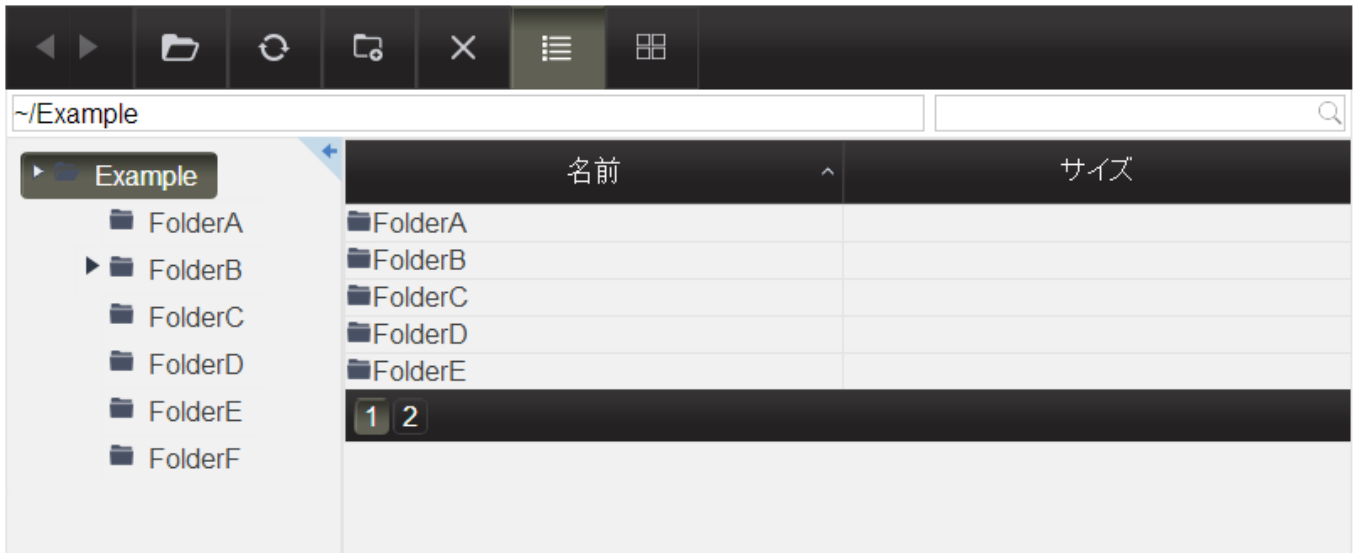 ~/Example
Example
FolderA
FolderB
FolderC
FolderD
FolderE
FolderF
名前 サイズ
FolderA
FolderB
FolderC
FolderD
FolderE
1 2